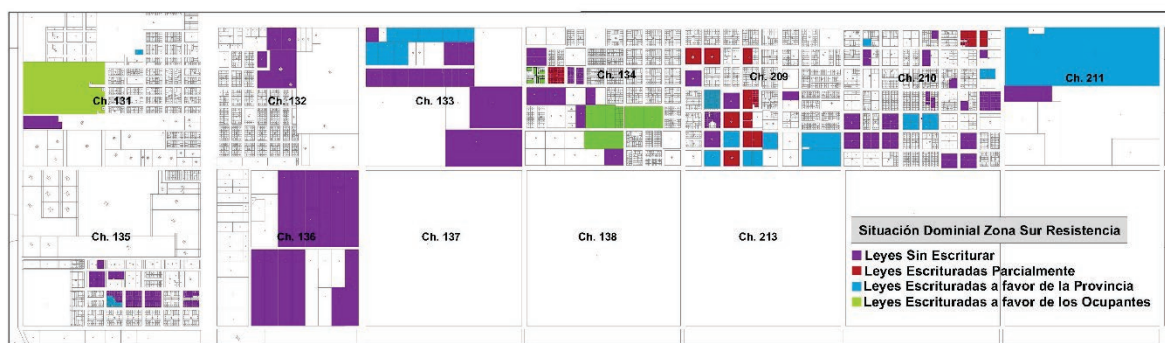 Ch. 131
Ch. 132
Ch. 133
Ch. 134
Ch. 209
Ch. 210
Ch. 211
Ch. 135
Ch. 136
Ch. 137
Ch. 138
Ch. 213
Situación Dominial Zona Sur Resistencia
Leyes Sin Escriturar
Leyes Escrituradas Parcialmente
Leyes Escrituradas a favor de la Provincia
Leyes Escrituradas a favor de los Ocupantes